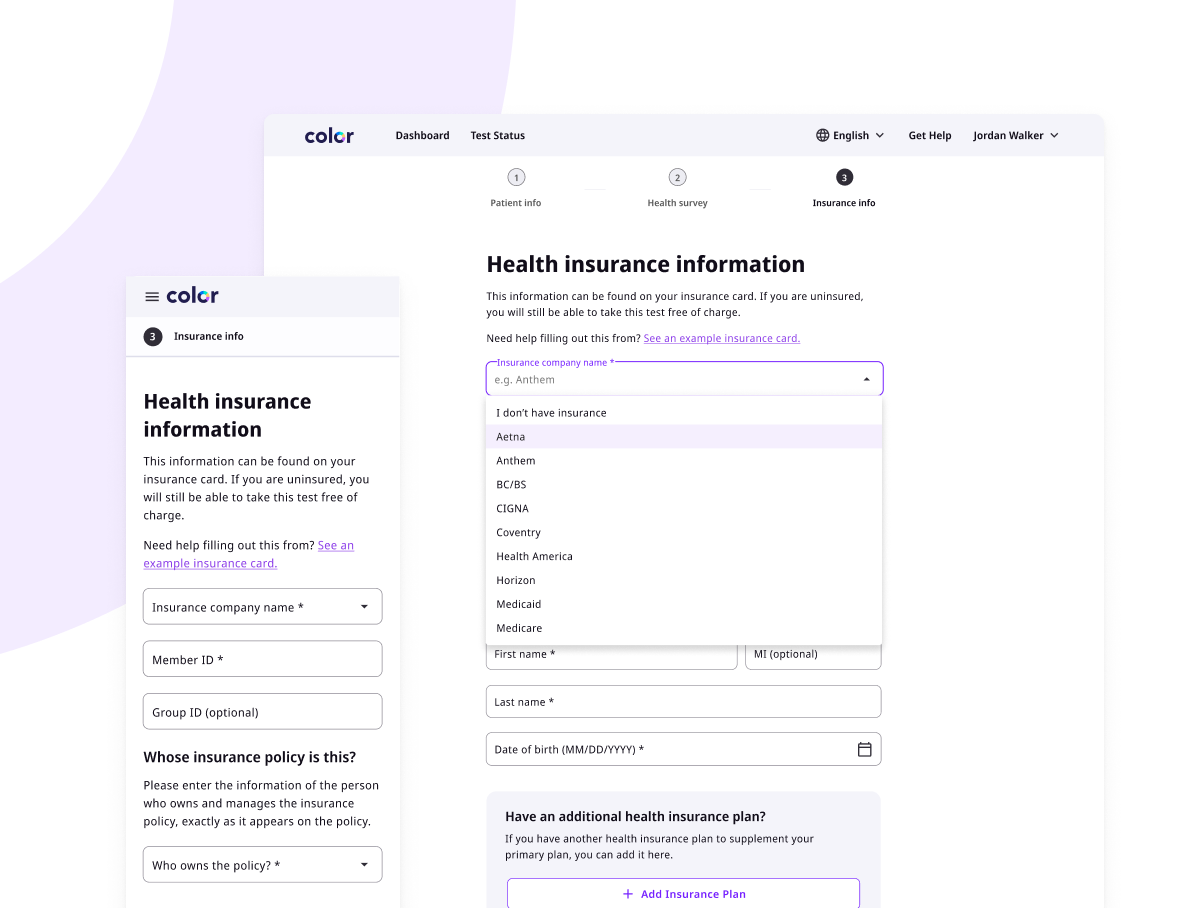 color
Dashboard
Test Status
English
Get Help
Jordan Walker
1
2
3
Patient info
Health survey
Insurance info
Health insurance information
This information can be found on your insurance card. If you are uninsured,
you will still be able to take this test free of charge.
Need help filling out this from? See an example insurance card.
Insurance company name *
e.g. Anthem
I don’t have insurance
Aetna
Anthem
BC/BS
CIGNA
Coventry
Health America
Horizon
Medicaid
Medicare
First name *
MI (optional)
Last name *
Date of birth (MM/DD/YYYY) *
Have an additional health insurance plan?
If you have another health insurance plan to supplement your
primary plan, you can add it here.
+ Add Insurance Plan
color
3
Insurance info
Health insurance
information
This information can be found on your
insurance card. If you are uninsured, you
will still be able to take this test free of
charge.
Need help filling out this from? See an
example insurance card.
Insurance company name *
Member ID *
Group ID (optional)
Whose insurance policy is this?
Please enter the information of the person
who owns and manages the insurance
policy, exactly as it appears on the policy.
Who owns the policy? *